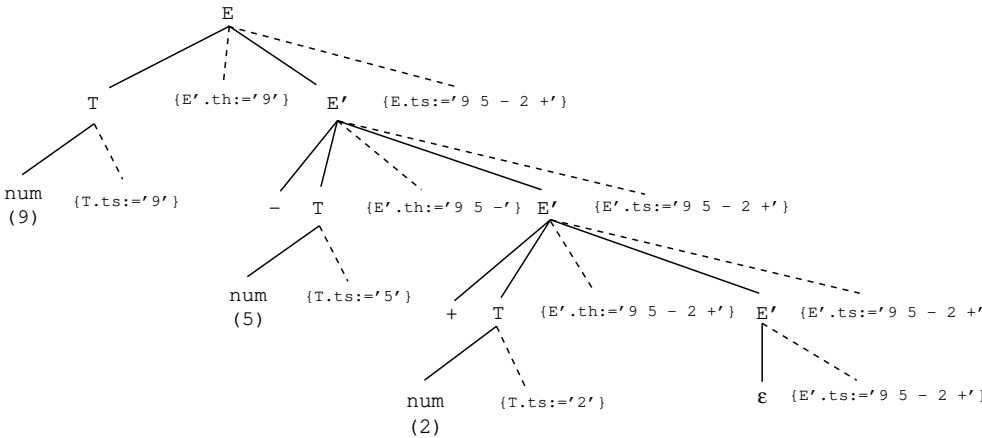 E
T {E′.th:='9'} E′ {E.ts:='9 5 - 2 +'}
num {T.ts:='9'} - T {E′.th:='9 5 -'} E′ {E′.ts:='9 5 - 2 +'}
(9)
num {T.ts:='5'} + T {E′.th:='9 5 - 2 +'} E′ {E′.ts:='9 5 - 2 +'
(5)
num {T.ts:='2'} ε {E′.ts:='9 5 - 2 +'}
(2)